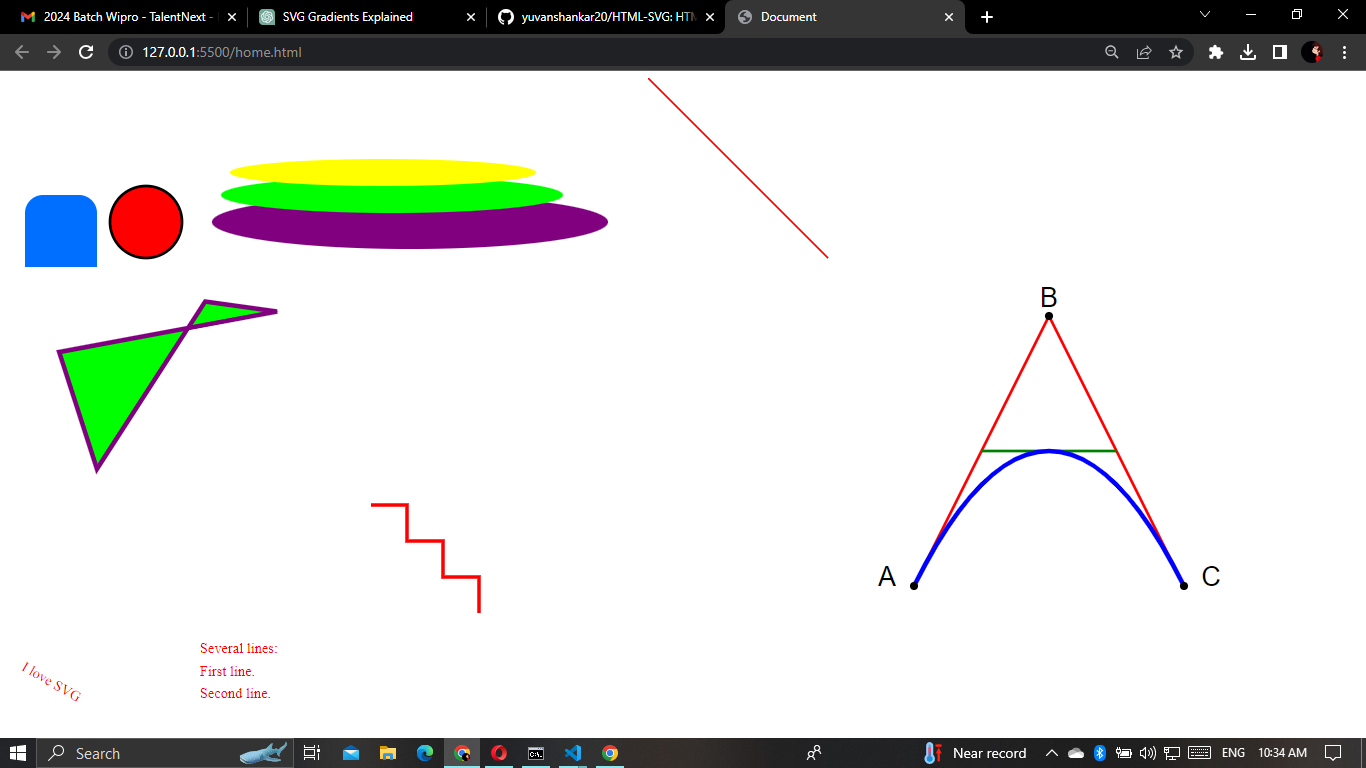 2024 Batch Wipro - TalentNext -
SVG Gradients Explained
yuvanshankar20/HTML-SVG: HTM
Document
127.0.0.1:5500/home.html
B
A
C
Several lines:
First line.
Second line.
I love SVG
Search
Near record
ENG
10:34 AM